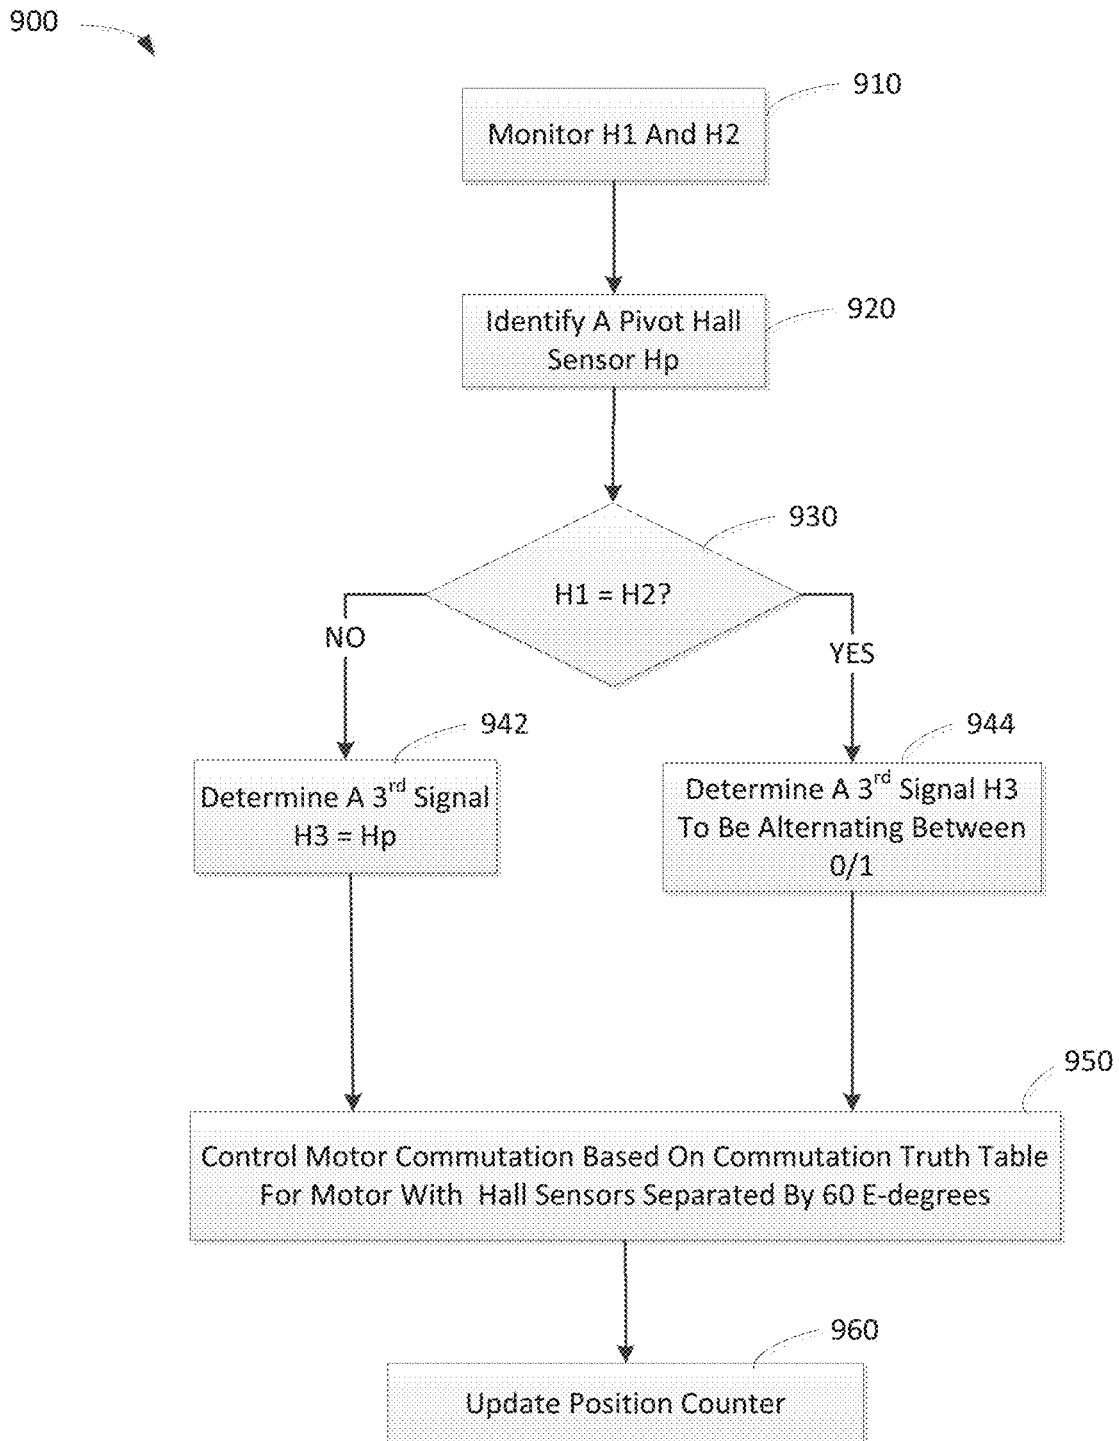 900
910
Monitor H1 And H2
920
Identify A Pivot Hall
Sensor Hp
930
H1 = H2?
NO
YES
942
944
Determine A 3rd Signal
H3 = Hp
Determine A 3rd Signal H3
To Be Alternating Between
0/1
950
Control Motor Commutation Based On Commutation Truth Table
For Motor With Hall Sensors Separated By 60 E-degrees
960
Update Position Counter